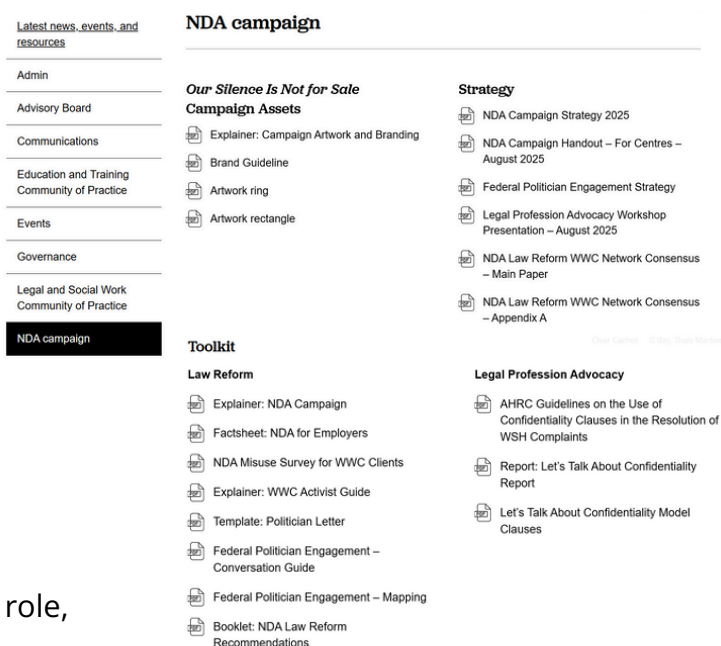 Latest news, events, and
resources
Admin
Advisory Board
Communications
Education and Training
Community of Practice
Events
Governance
Legal and Social Work
Community of Practice
NDA campaign
NDA campaign
Our Silence Is Not for Sale
Campaign Assets
Explainer: Campaign Artwork and Branding
Brand Guideline
Artwork ring
Artwork rectangle
Strategy
NDA Campaign Strategy 2025
NDA Campaign Handout – For Centres –
August 2025
Federal Politician Engagement Strategy
Legal Profession Advocacy Workshop
Presentation – August 2025
NDA Law Reform WWC Network Consensus
– Main Paper
NDA Law Reform WWC Network Consensus
– Appendix A
Toolkit
Law Reform
Explainer: NDA Campaign
Factsheet: NDA for Employers
NDA Misuse Survey for WWC Clients
Explainer: WWC Activist Guide
Template: Politician Letter
Federal Politician Engagement –
Conversation Guide
Federal Politician Engagement – Mapping
Booklet: NDA Law Reform
Recommendations
Legal Profession Advocacy
AHRC Guidelines on the Use of
Confidentiality Clauses in the Resolution of
WSH Complaints
Report: Let's Talk About Confidentiality
Report
Let's Talk About Confidentiality Model
Clauses
role,